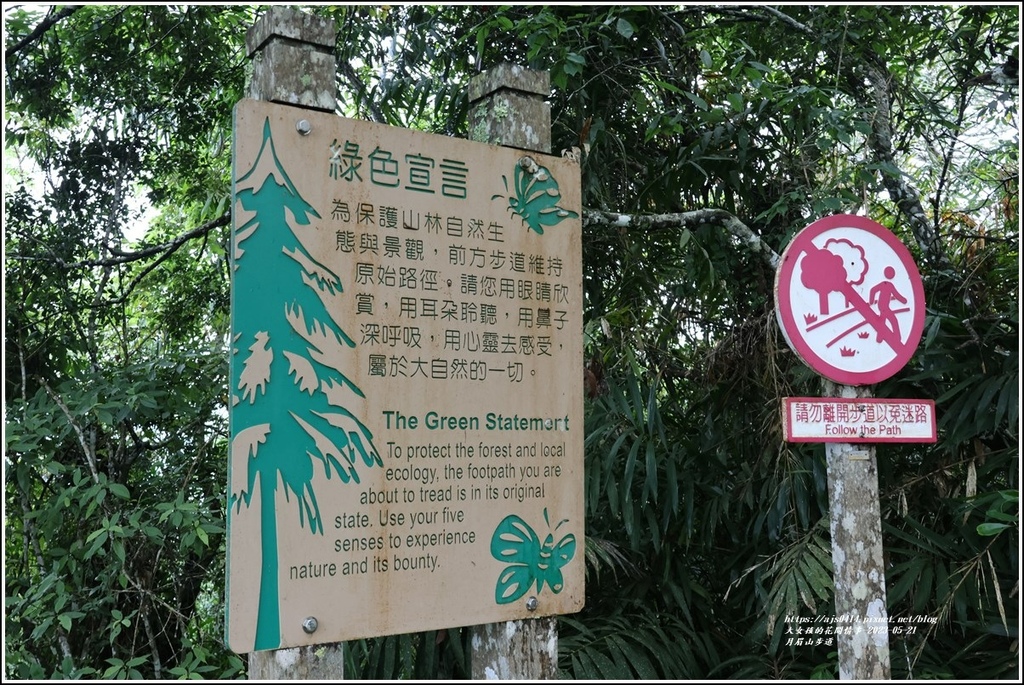 綠色宣言
為保護山林自然生
態與景觀，前方步道維持
原始路徑。請您用眼睛欣
賞，用耳朵聆聽，用鼻子
深呼吸，用心靈去感受，
屬於大自然的一切。
The Green Statement
To protect the forest and local
ecology, the footpath you are
about to tread is in its original
state. Use your five
senses to experience
nature and its bounty.
請勿離開步道以免迷路
Follow the Path
https://ajs0414.pixnet.net/blog
大女孩的花開情事 2023-05-21
月眉山步道